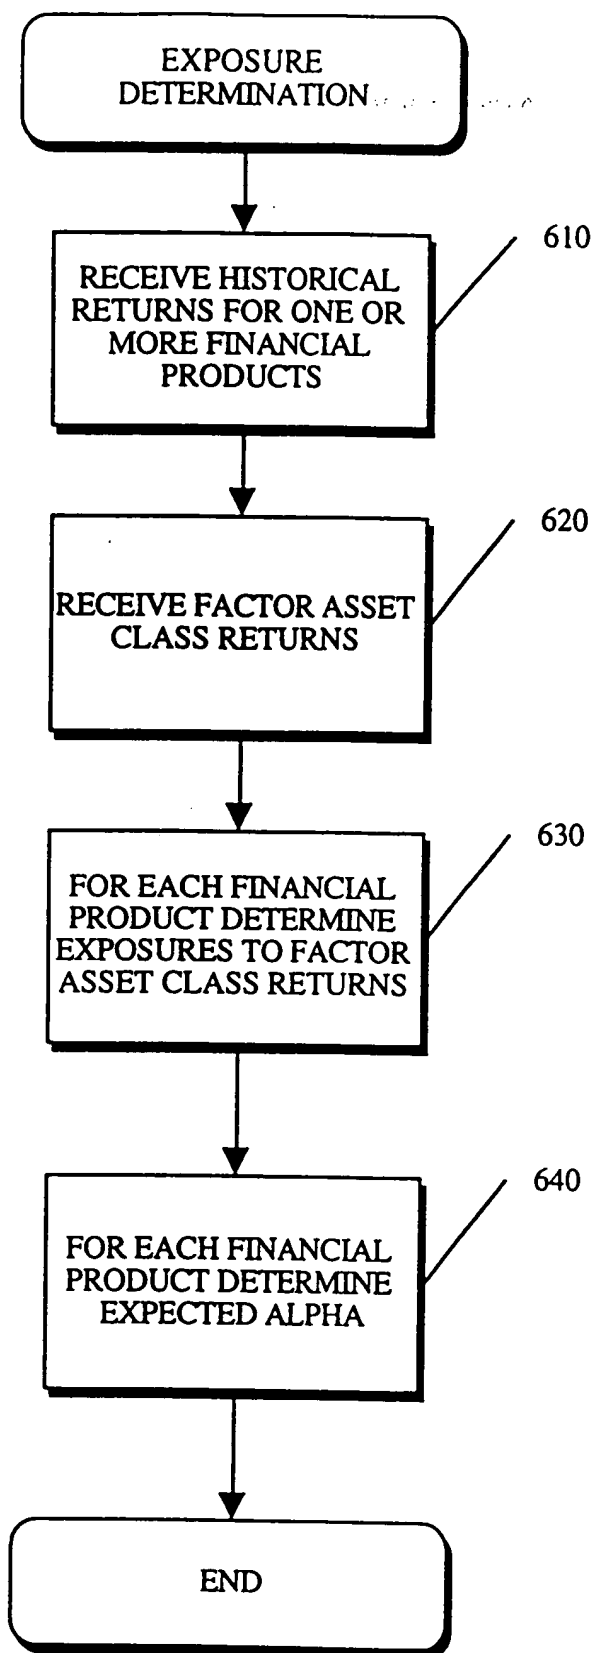 EXPOSURE
DETERMINATION
610
RECEIVE HISTORICAL
RETURNS FOR ONE OR
MORE FINANCIAL
PRODUCTS
620
RECEIVE FACTOR ASSET
CLASS RETURNS
630
FOR EACH FINANCIAL
PRODUCT DETERMINE
EXPOSURES TO FACTOR
ASSET CLASS RETURNS
640
FOR EACH FINANCIAL
PRODUCT DETERMINE
EXPECTED ALPHA
END